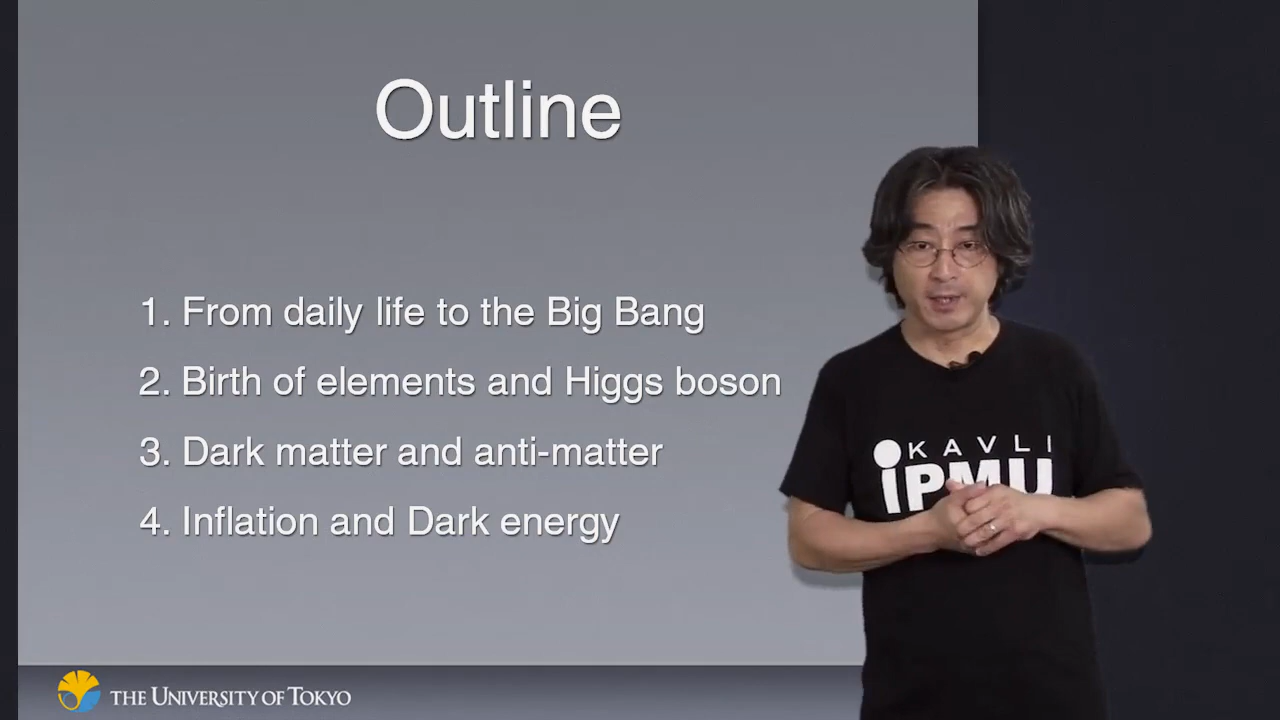 Outline
1. From daily life to the Big Bang
2. Birth of elements and Higgs boson
3. Dark matter and anti-matter
4. Inflation and Dark energy
KAVLI
iPMU
THE UNIVERSITY OF TOKYO